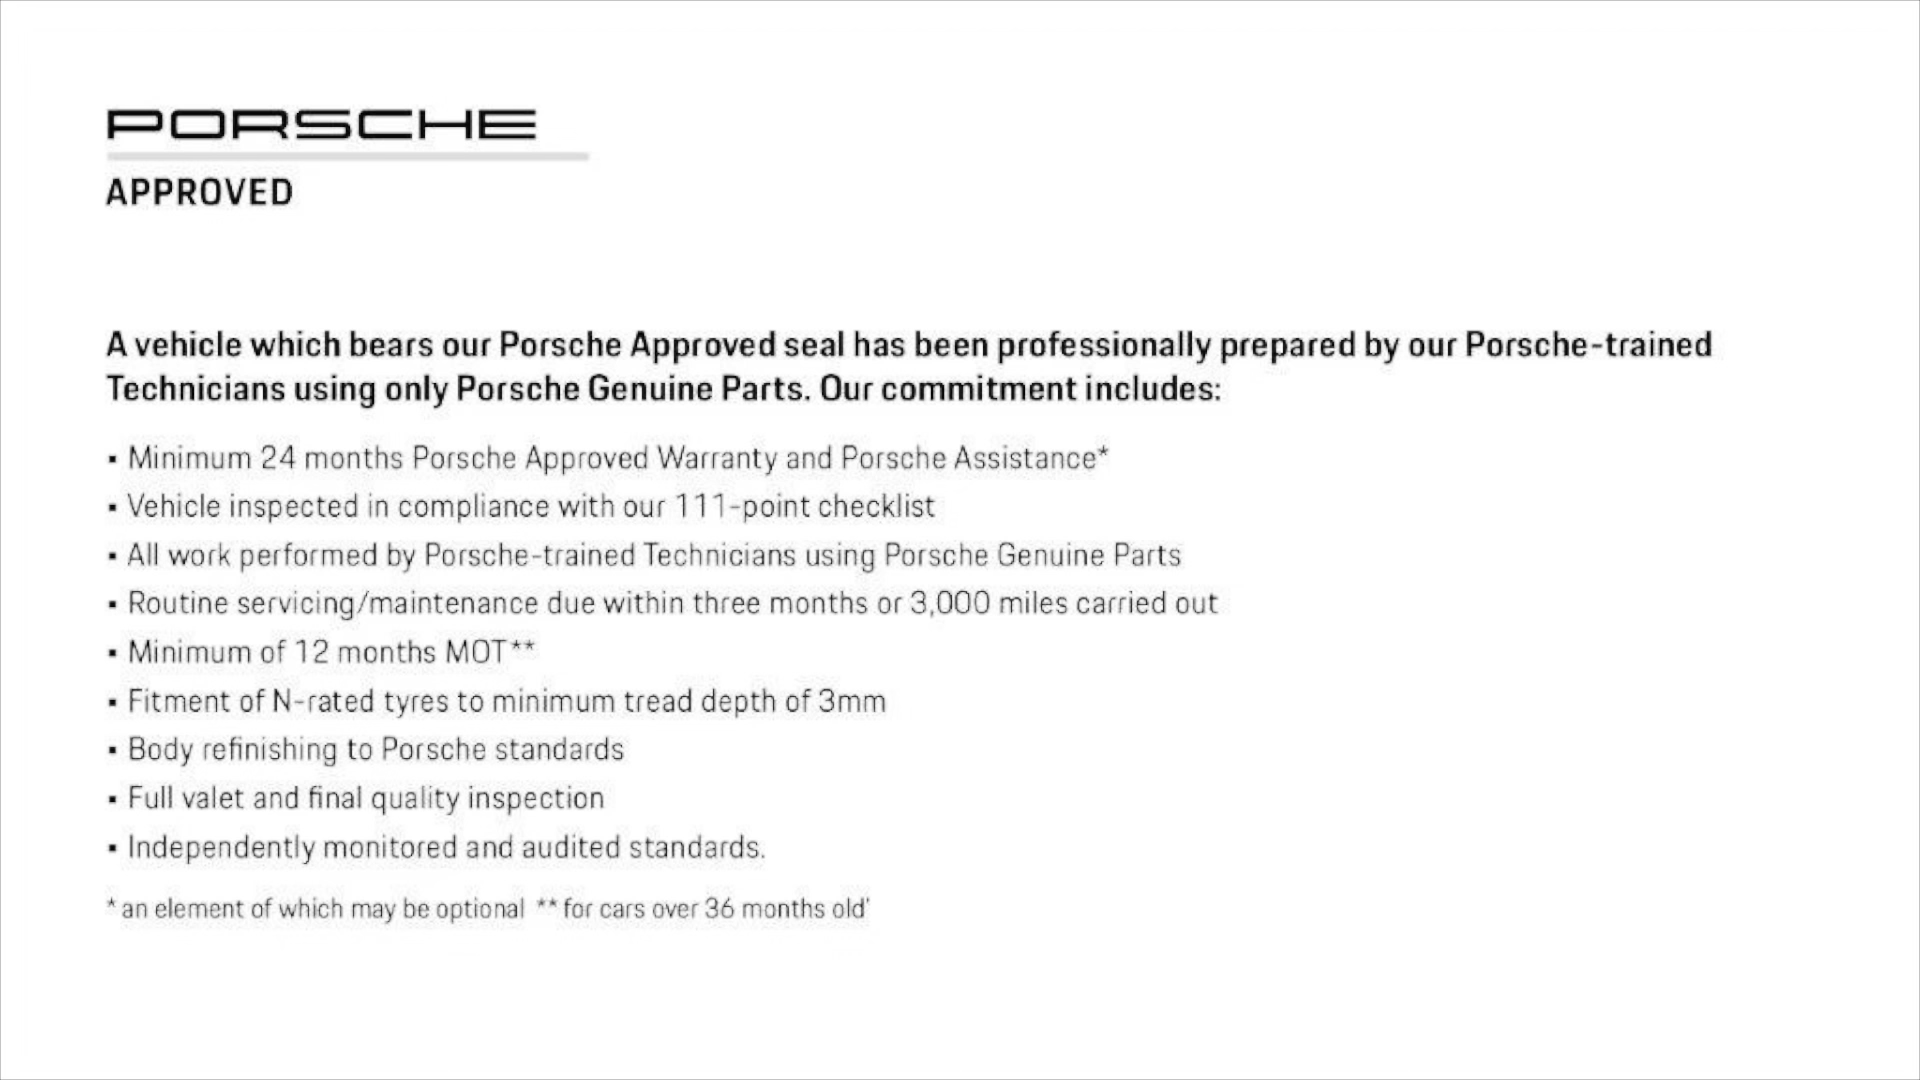 PORSCHE
APPROVED
A vehicle which bears our Porsche Approved seal has been professionally prepared by our Porsche-trained
Technicians using only Porsche Genuine Parts. Our commitment includes:
▪ Minimum 24 months Porsche Approved Warranty and Porsche Assistance*
▪ Vehicle inspected in compliance with our 111-point checklist
▪ All work performed by Porsche-trained Technicians using Porsche Genuine Parts
▪ Routine servicing/maintenance due within three months or 3,000 miles carried out
▪ Minimum of 12 months MOT**
▪ Fitment of N-rated tyres to minimum tread depth of 3mm
▪ Body refinishing to Porsche standards
▪ Full valet and final quality inspection
▪ Independently monitored and audited standards.
* an element of which may be optional ** for cars over 36 months old'